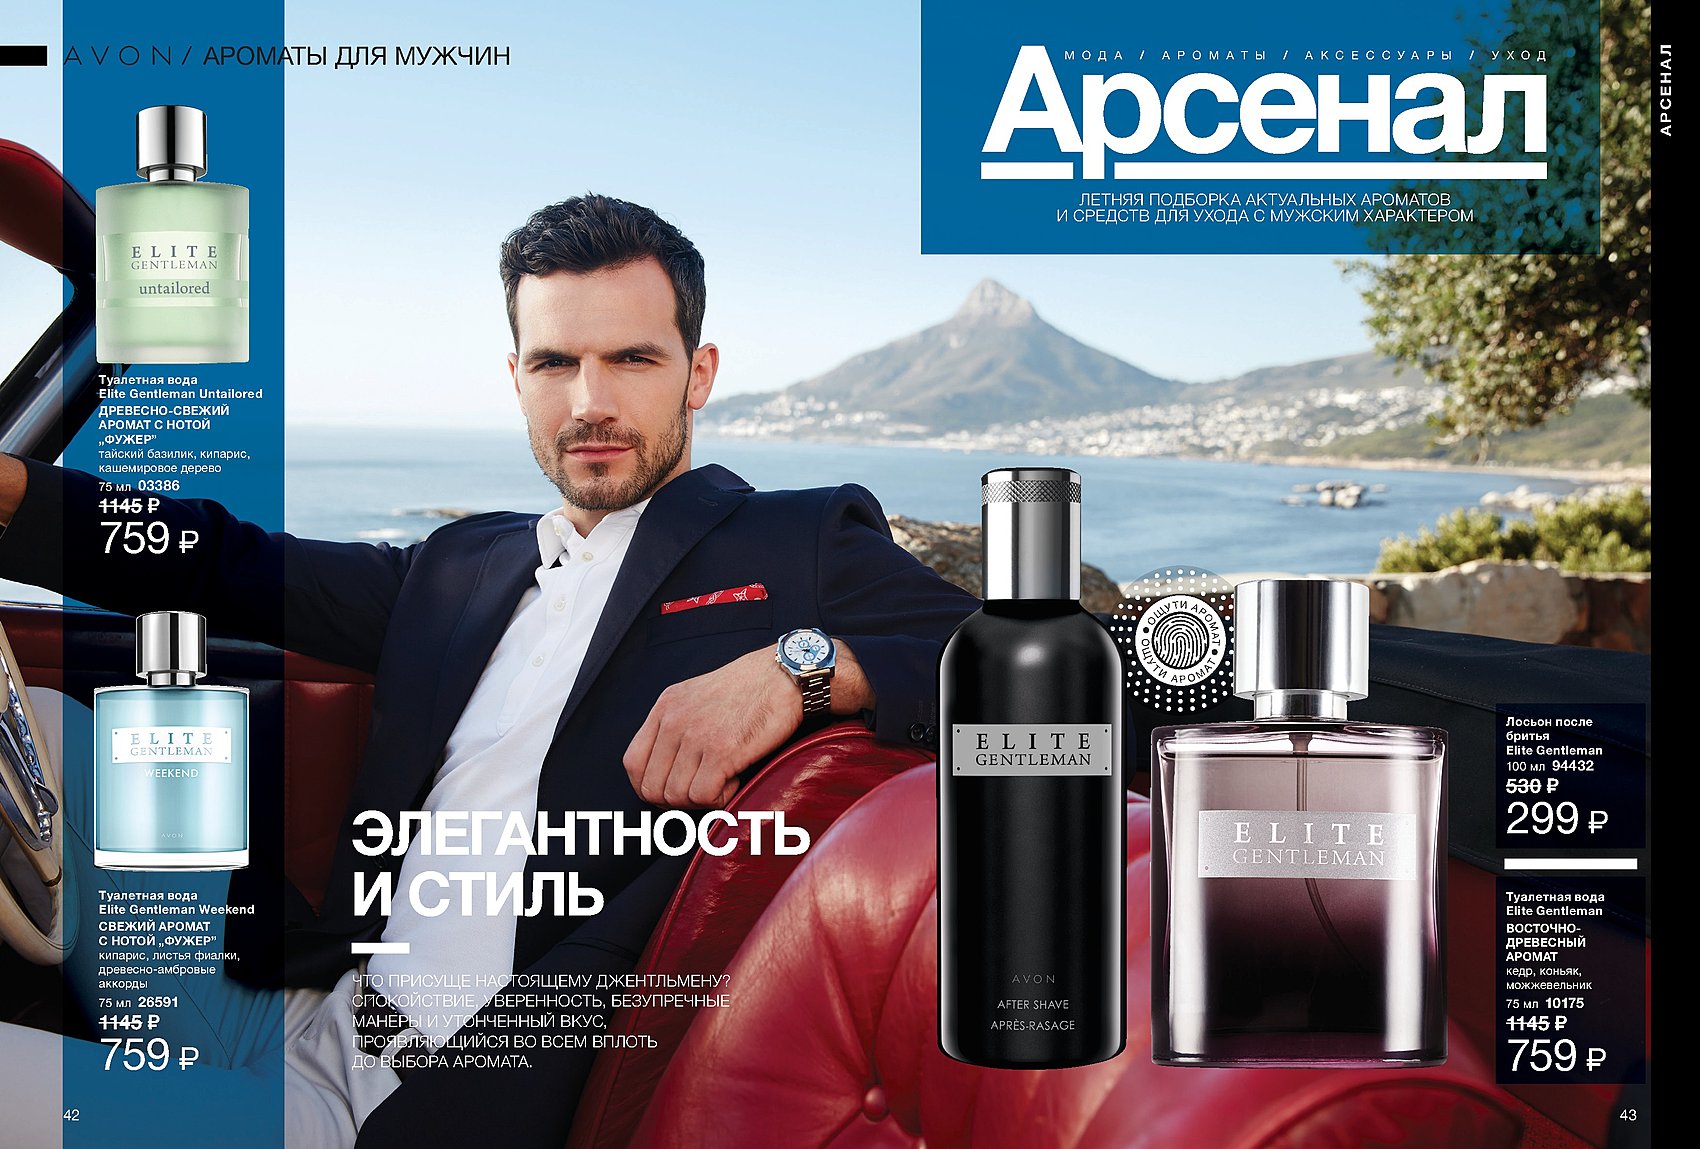 AVON / АРОМАТЫ ДЛЯ МУЖЧИН
ELITE
GENTLEMAN
untailored
Туалетная вода
Elite Gentleman Untailored
ДРЕВЕСНО-СВЕЖИЙ
АРОМАТ С НОТОЙ
„ФУЖЕР”
тайский базилик, кипарис,
кашемировое дерево
75 мл 03386
1145 ₽
759 ₽
ELITE
GENTLEMAN
WEEKEND
AVON
Туалетная вода
Elite Gentleman Weekend
СВЕЖИЙ АРОМАТ
С НОТОЙ „ФУЖЕР”
кипарис, листья фиалки,
древесно-амбровые
аккорды
75 мл 26591
1145 ₽
759 ₽
42
ЭЛЕГАНТНОСТЬ
И СТИЛЬ
ЧТО ПРИСУЩЕ НАСТОЯЩЕМУ ДЖЕНТЛЬМЕНУ?
СПОКОЙСТВИЕ, УВЕРЕННОСТЬ, БЕЗУПРЕЧНЫЕ
МАНЕРЫ И УТОНЧЕННЫЙ ВКУС,
ПРОЯВЛЯЮЩИЙСЯ ВО ВСЕМ ВПЛОТЬ
ДО ВЫБОРА АРОМАТА.
МОДА / АРОМАТЫ / АКСЕССУАРЫ / УХОД
Арсенал
ЛЕТНЯЯ ПОДБОРКА АКТУАЛЬНЫХ АРОМАТОВ
И СРЕДСТВ ДЛЯ УХОДА С МУЖСКИМ ХАРАКТЕРОМ
АРСЕНАЛ
ОЩУТИ АРОМАТ • ОЩУТИ АРОМАТ •
ELITE
GENTLEMAN
AVON
AFTER SHAVE
APRÈS-RASAGE
ELITE
GENTLEMAN
Лосьон после
бритья
Elite Gentleman
100 мл 94432
530 ₽
299 ₽
Туалетная вода
Elite Gentleman
ВОСТОЧНО-
ДРЕВЕСНЫЙ
АРОМАТ
кедр, коньяк,
можжевельник
75 мл 10175
1145 ₽
759 ₽
43